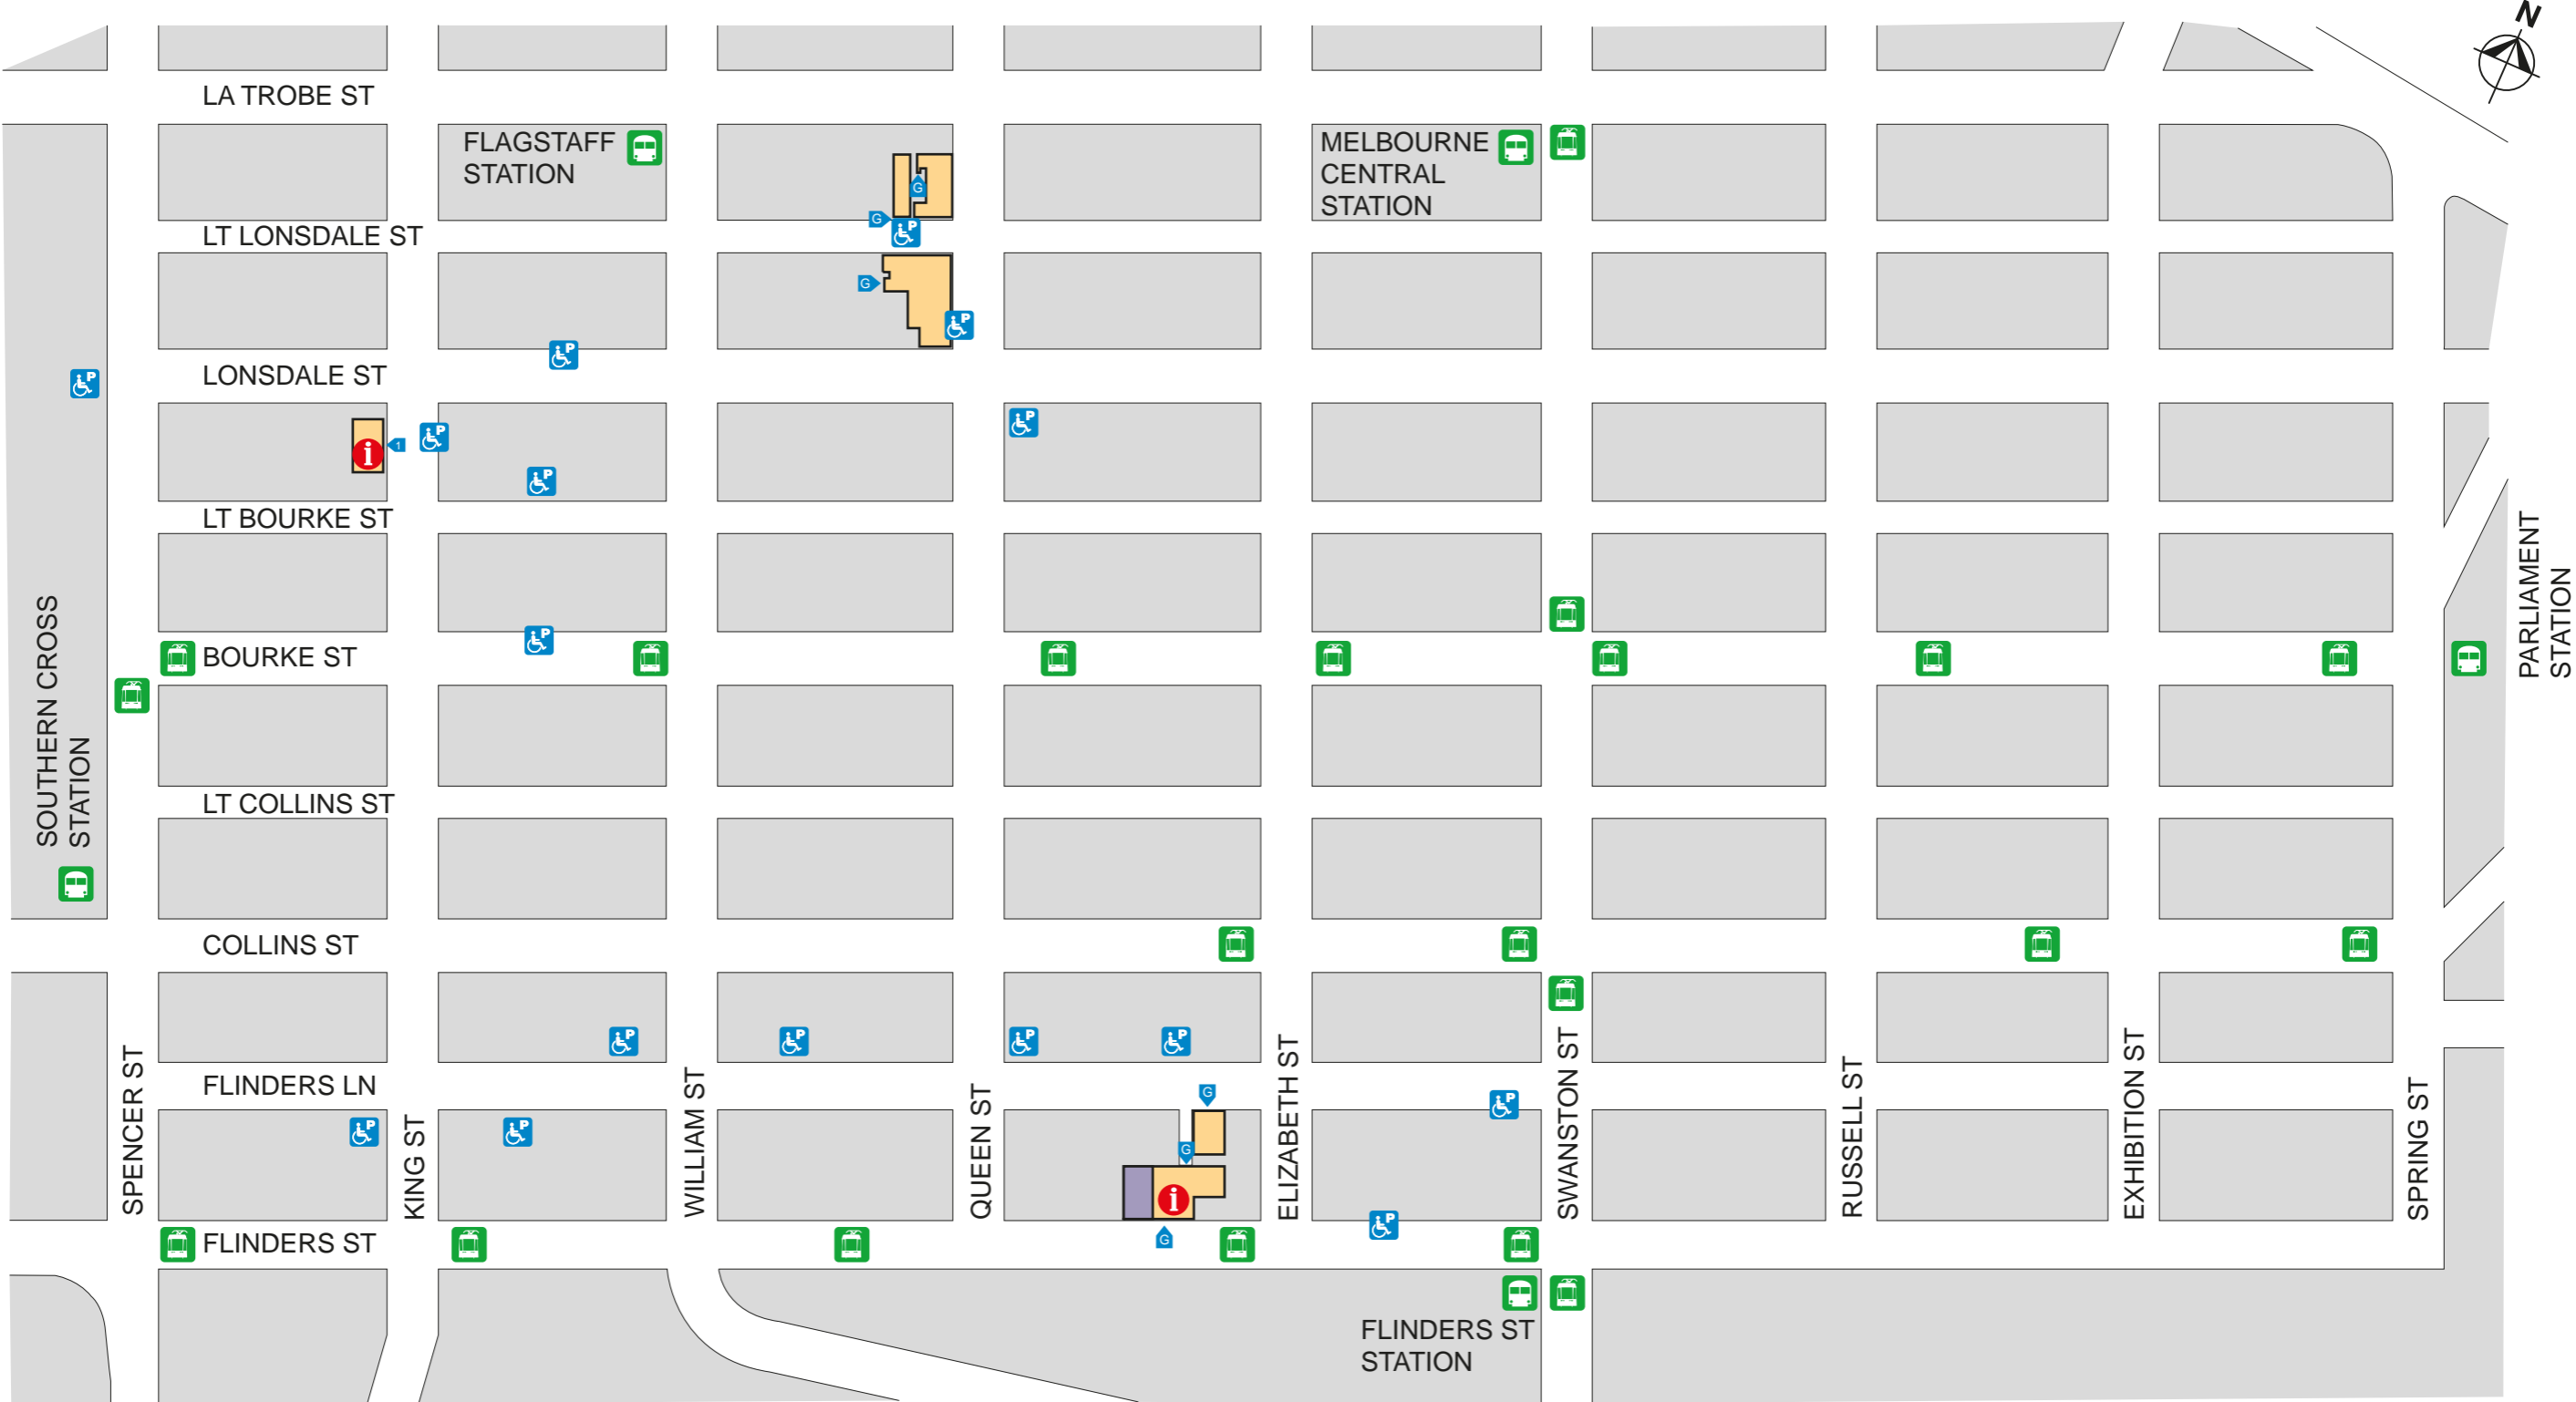 N
LA TROBE ST
FLAGSTAFF
STATION
MELBOURNE
CENTRAL
STATION
G
G
P
LT LONSDALE ST
G
P
P
LONSDALE ST
P
P
1
P
i
P
LT BOURKE ST
PARLIAMENT
STATION
P
BOURKE ST
SOUTHERN CROSS
STATION
LT COLLINS ST
COLLINS ST
P
P
P
P
FLINDERS LN
G
P
P
P
G
i
SPENCER ST
KING ST
WILLIAM ST
QUEEN ST
ELIZABETH ST
SWANSTON ST
RUSSELL ST
EXHIBITION ST
SPRING ST
P
G
FLINDERS ST
FLINDERS ST
STATION